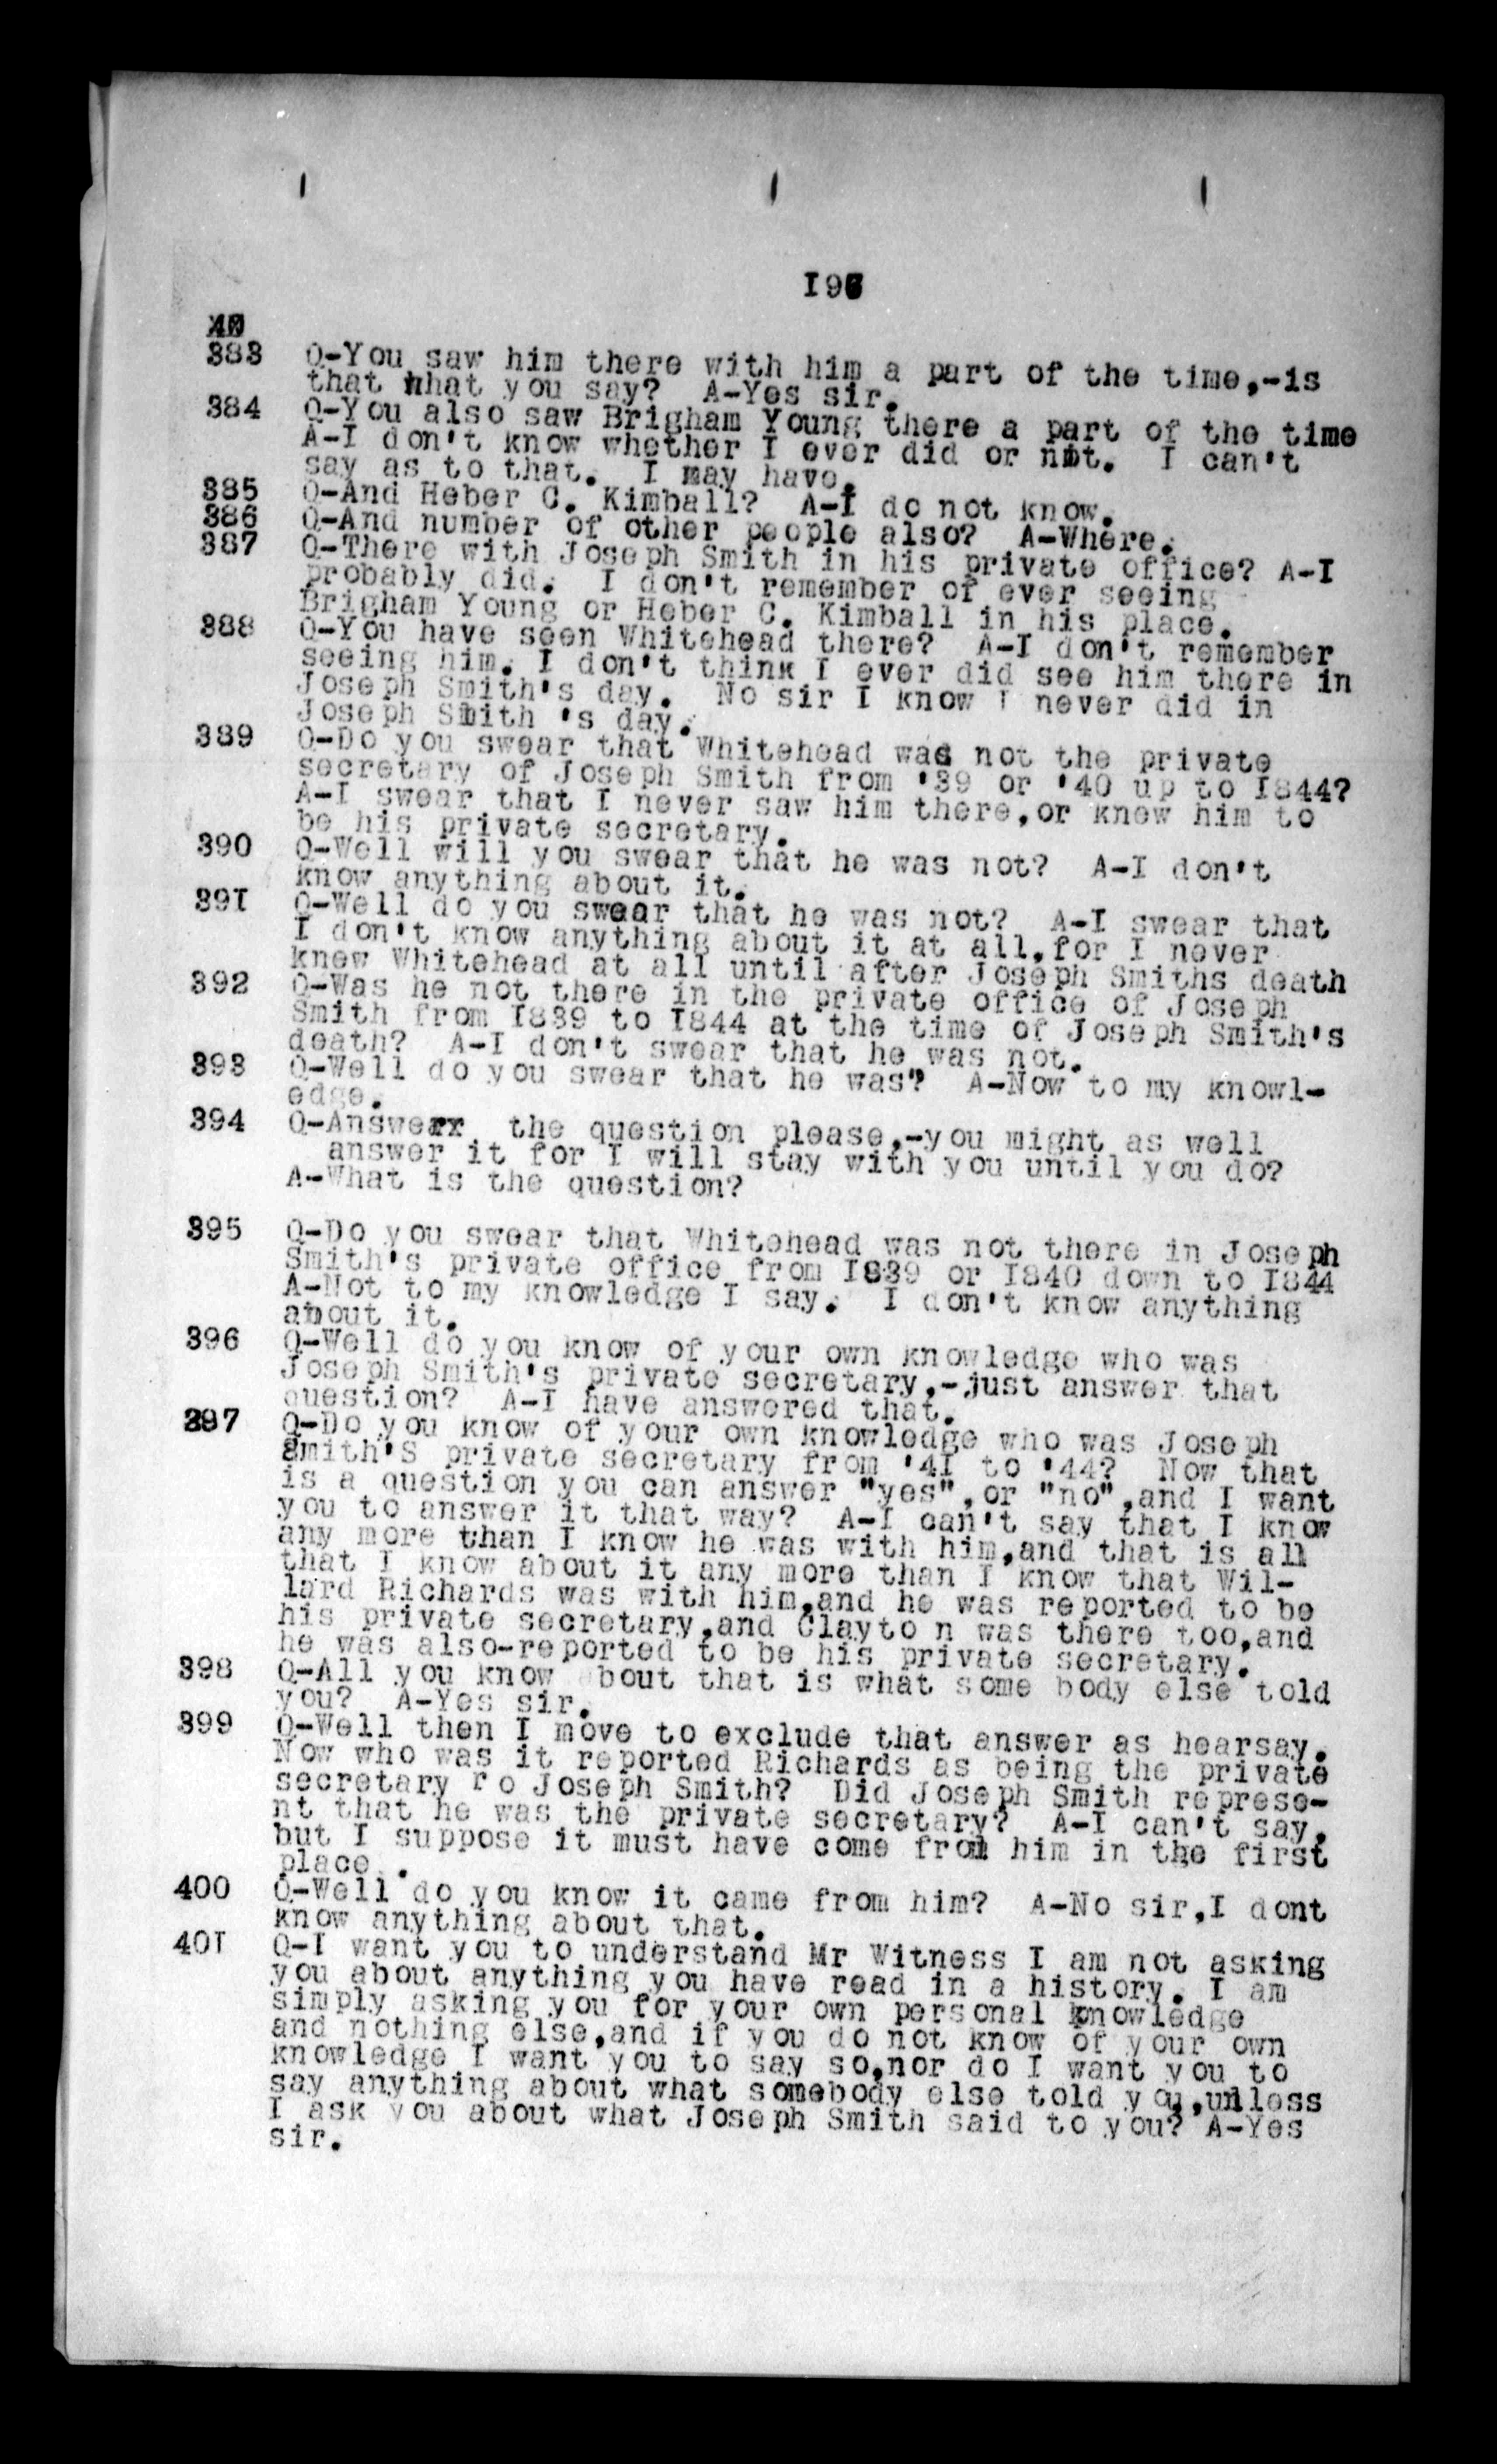 196
383 Q-You saw him there with him a part of the time,-is
that what you say? A-Yes sir.
384 Q-You also saw Brigham Young there a part of the time
A-I don't know whether I ever did or not. I can't
say as to that. I may have.
385 Q-And Heber C. Kimball? A-I do not know.
386 Q-And number of other people also? A-Where.
387 Q-There with Joseph Smith in his private office? A-I
probably did. I don't remember of ever seeing
Brigham Young or Heber C. Kimball in his place.
388 Q-You have seen Whitehead there? A-I don't remember
seeing him. I don't think I ever did see him there in
Joseph Smith's day. No sir I know I never did in
Joseph Smith 's day.
389 Q-Do you swear that Whitehead was not the private
secretary of Joseph Smith from '39 or '40 up to I844?
A-I swear that I never saw him there,or knew him to
be his private secretary.
390 Q-Well will you swear that he was not? A-I don't
know anything about it.
39I Q-Well do you swear that he was not? A-I swear that
I don't know anything about it at all,for I never
knew Whitehead at all until after Joseph Smiths death
392 Q-Was he not there in the private office of Joseph
Smith from I839 to I844 at the time of Joseph Smith's
death? A-I don't swear that he was not.
393 Q-Well do you swear that he was? A-Now to my knowl-
edge.
394 Q-Answerr the question please,-you might as well
answer it for I will stay with you until you do?
A-What is the question?
395 Q-Do you swear that Whitehead was not there in Joseph
Smith's private office from I839 or I840 down to I844
A-Not to my knowledge I say. I don't know anything
about it.
396 Q-Well do you know of your own knowledge who was
Joseph Smith's private secretary,-just answer that
question? A-I have answered that.
397 Q-Do you know of your own knowledge who was Joseph
Smith'S private secretary from '4I to '44? Now that
is a question you can answer "yes",or "no",and I want
you to answer it that way? A-I can't say that I know
any more than I know he was with him,and that is all
that I know about it any more than I know that Wil-
lard Richards was with him,and he was reported to be
his private secretary,and Clayto n was there too,and
he was also-reported to be his private secretary.
398 Q-All you know about that is what some body else told
you? A-Yes sir.
399 Q-Well then I move to exclude that answer as hearsay.
Now who was it reported Richards as being the private
secretary r o Joseph Smith? Did Joseph Smith represe-
nt that he was the private secretary? A-I can't say,
but I suppose it must have come from him in the first
place .
400 Q-Well do you know it came from him? A-No sir,I dont
know anything about that.
40I Q-I want you to understand Mr Witness I am not asking
you about anything you have read in a history. I am
simply asking you for your own personal knowledge
and nothing else,and if you do not know of your own
knowledge I want you to say so,nor do I want you to
say anything about what somebody else told you,unless
I ask you about what Joseph Smith said to you? A-Yes
sir.